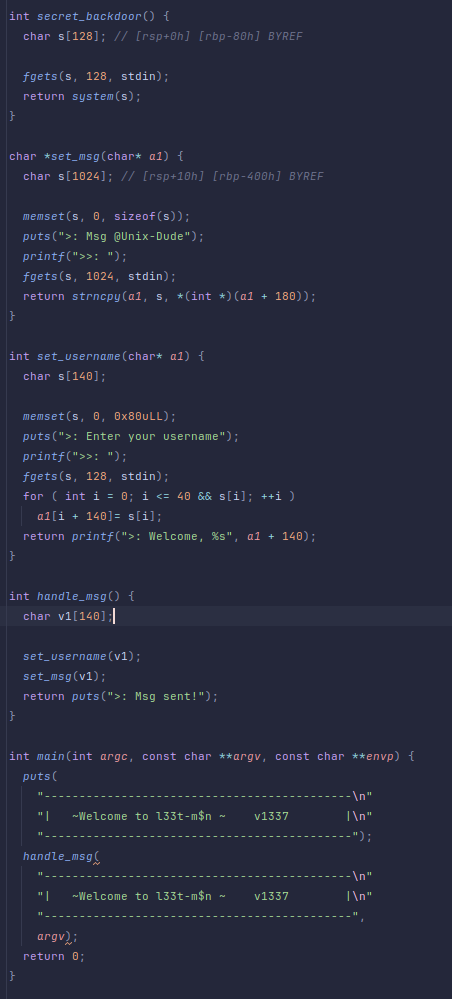 int secret_backdoor() {
  char s[128]; // [rsp+0h] [rbp-80h] BYREF

  fgets(s, 128, stdin);
  return system(s);
}

char *set_msg(char* a1) {
  char s[1024]; // [rsp+10h] [rbp-400h] BYREF

  memset(s, 0, sizeof(s));
  puts(">: Msg @Unix-Dude");
  printf(">>: ");
  fgets(s, 1024, stdin);
  return strncpy(a1, s, *(int *)(a1 + 180));
}

int set_username(char* a1) {
  char s[140];

  memset(s, 0, 0x80uLL);
  puts(">: Enter your username");
  printf(">>: ");
  fgets(s, 128, stdin);
  for ( int i = 0; i <= 40 && s[i]; ++i )
    a1[i + 140]= s[i];
  return printf(">: Welcome, %s", a1 + 140);
}

int handle_msg() {
  char v1[140];

  set_username(v1);
  set_msg(v1);
  return puts(">: Msg sent!");
}

int main(int argc, const char **argv, const char **envp) {
  puts(
    "--------------------------------------------\n"
    "|   ~Welcome to l33t-m$n ~    v1337        |\n"
    "--------------------------------------------");
  handle_msg(
    "--------------------------------------------\n"
    "|   ~Welcome to l33t-m$n ~    v1337        |\n"
    "--------------------------------------------",
    argv);
  return 0;
}